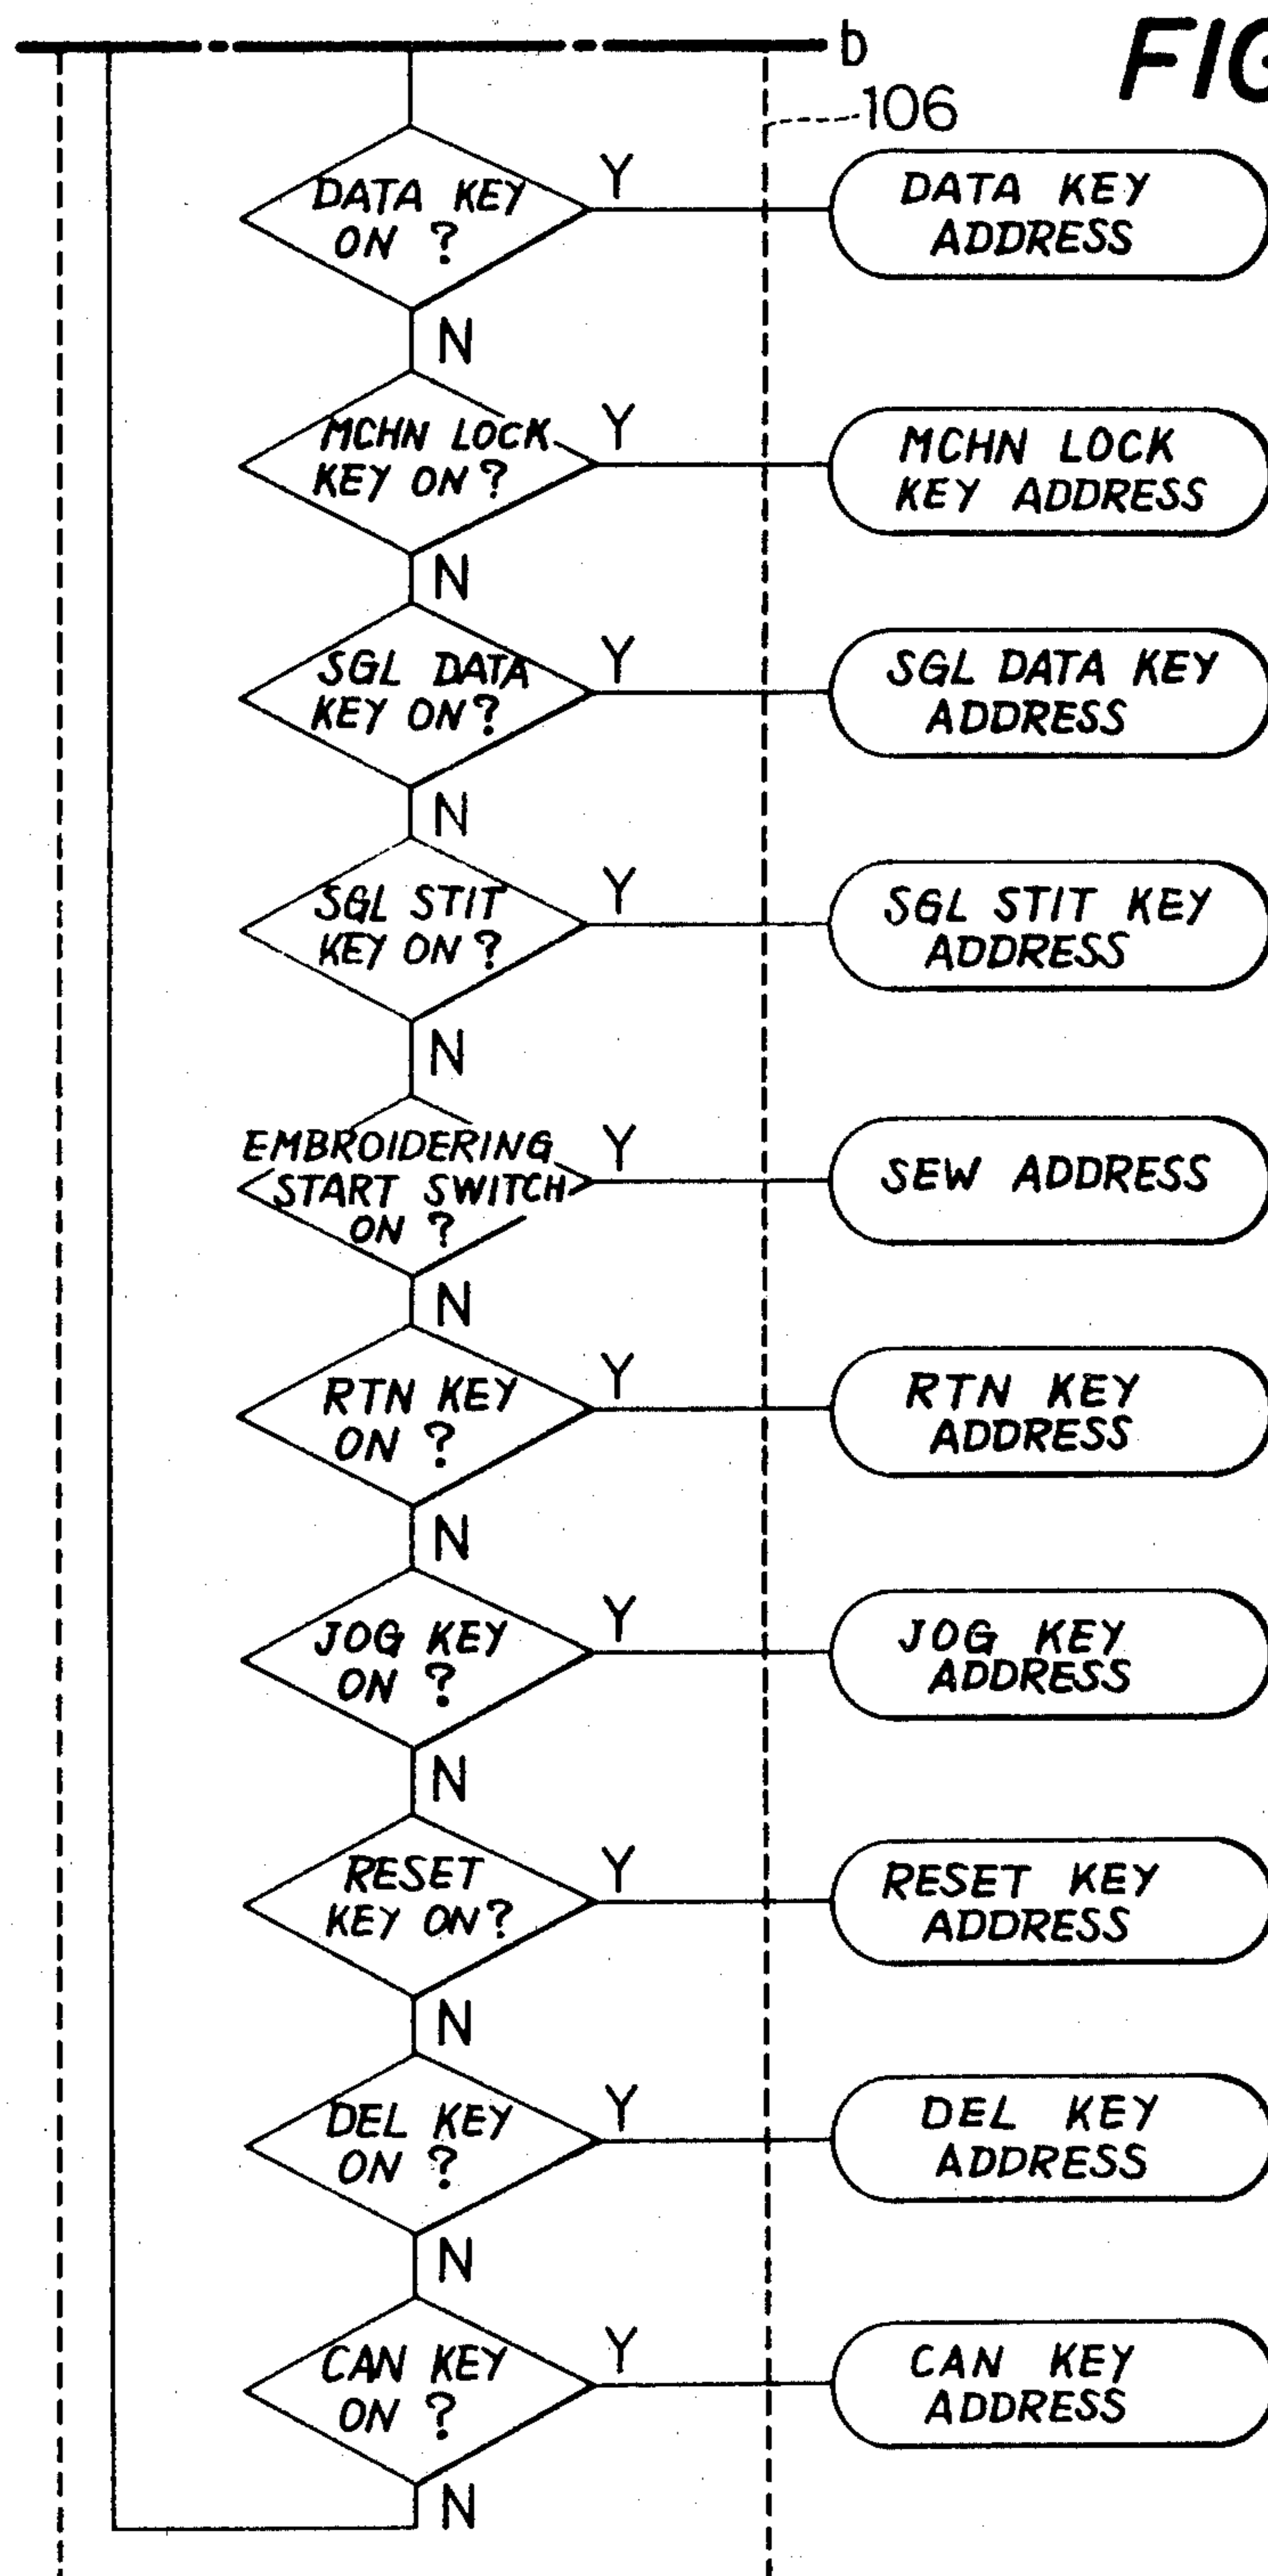 b
FIG
106
DATA KEY
ON ?
Y
DATA KEY
ADDRESS
N
MCHN LOCK
KEY ON ?
Y
MCHN LOCK
KEY ADDRESS
N
SGL DATA
KEY ON ?
Y
SGL DATA KEY
ADDRESS
N
SGL STIT
KEY ON ?
Y
SGL STIT KEY
ADDRESS
N
EMBROIDERING
START SWITCH
ON ?
Y
SEW ADDRESS
N
RTN KEY
ON ?
Y
RTN KEY
ADDRESS
N
JOG KEY
ON ?
Y
JOG KEY
ADDRESS
N
RESET
KEY ON ?
Y
RESET KEY
ADDRESS
N
DEL KEY
ON ?
Y
DEL KEY
ADDRESS
N
CAN KEY
ON ?
Y
CAN KEY
ADDRESS
N